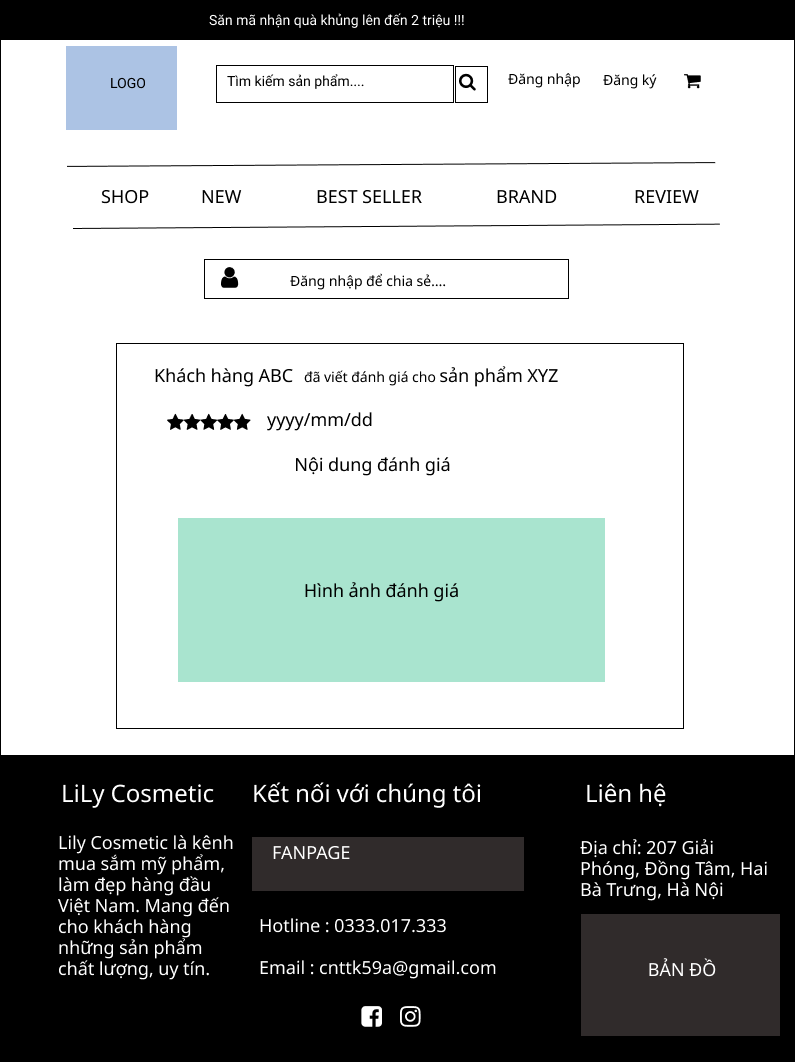 Săn mã nhận quà khủng lên đến 2 triệu !!!
LOGO
Tìm kiếm sản phẩm....
Đăng nhập
Đăng ký
SHOP
NEW
BEST SELLER
BRAND
REVIEW
Đăng nhập để chia sẻ....
Khách hàng ABC đã viết đánh giá cho sản phẩm XYZ
yyyy/mm/dd
Nội dung đánh giá
Hình ảnh đánh giá
LiLy Cosmetic
Lily Cosmetic là kênh
mua sắm mỹ phẩm,
làm đẹp hàng đầu
Việt Nam. Mang đến
cho khách hàng
những sản phẩm
chất lượng, uy tín.
Kết nối với chúng tôi
FANPAGE
Hotline : 0333.017.333
Email : cnttk59a@gmail.com
Liên hệ
Địa chỉ: 207 Giải
Phóng, Đồng Tâm, Hai
Bà Trưng, Hà Nội
BẢN ĐỒ